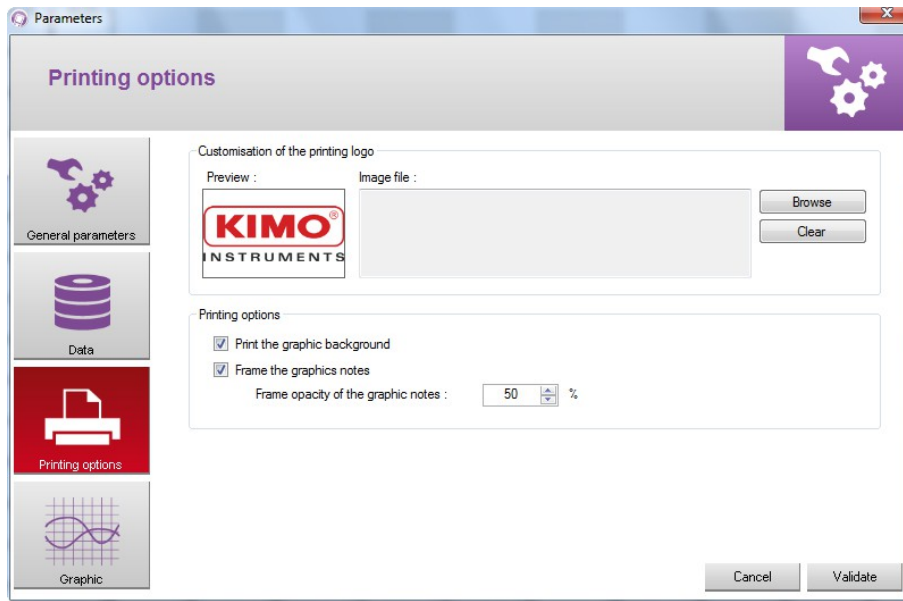 Parameters
Printing options
General parameters
Data
Printing options
Graphic
Customisation of the printing logo
Preview :
Image file :
KIMO®
INSTRUMENTS
Browse
Clear
Printing options
Print the graphic background
Frame the graphics notes
Frame opacity of the graphic notes : 50 %
Cancel
Validate